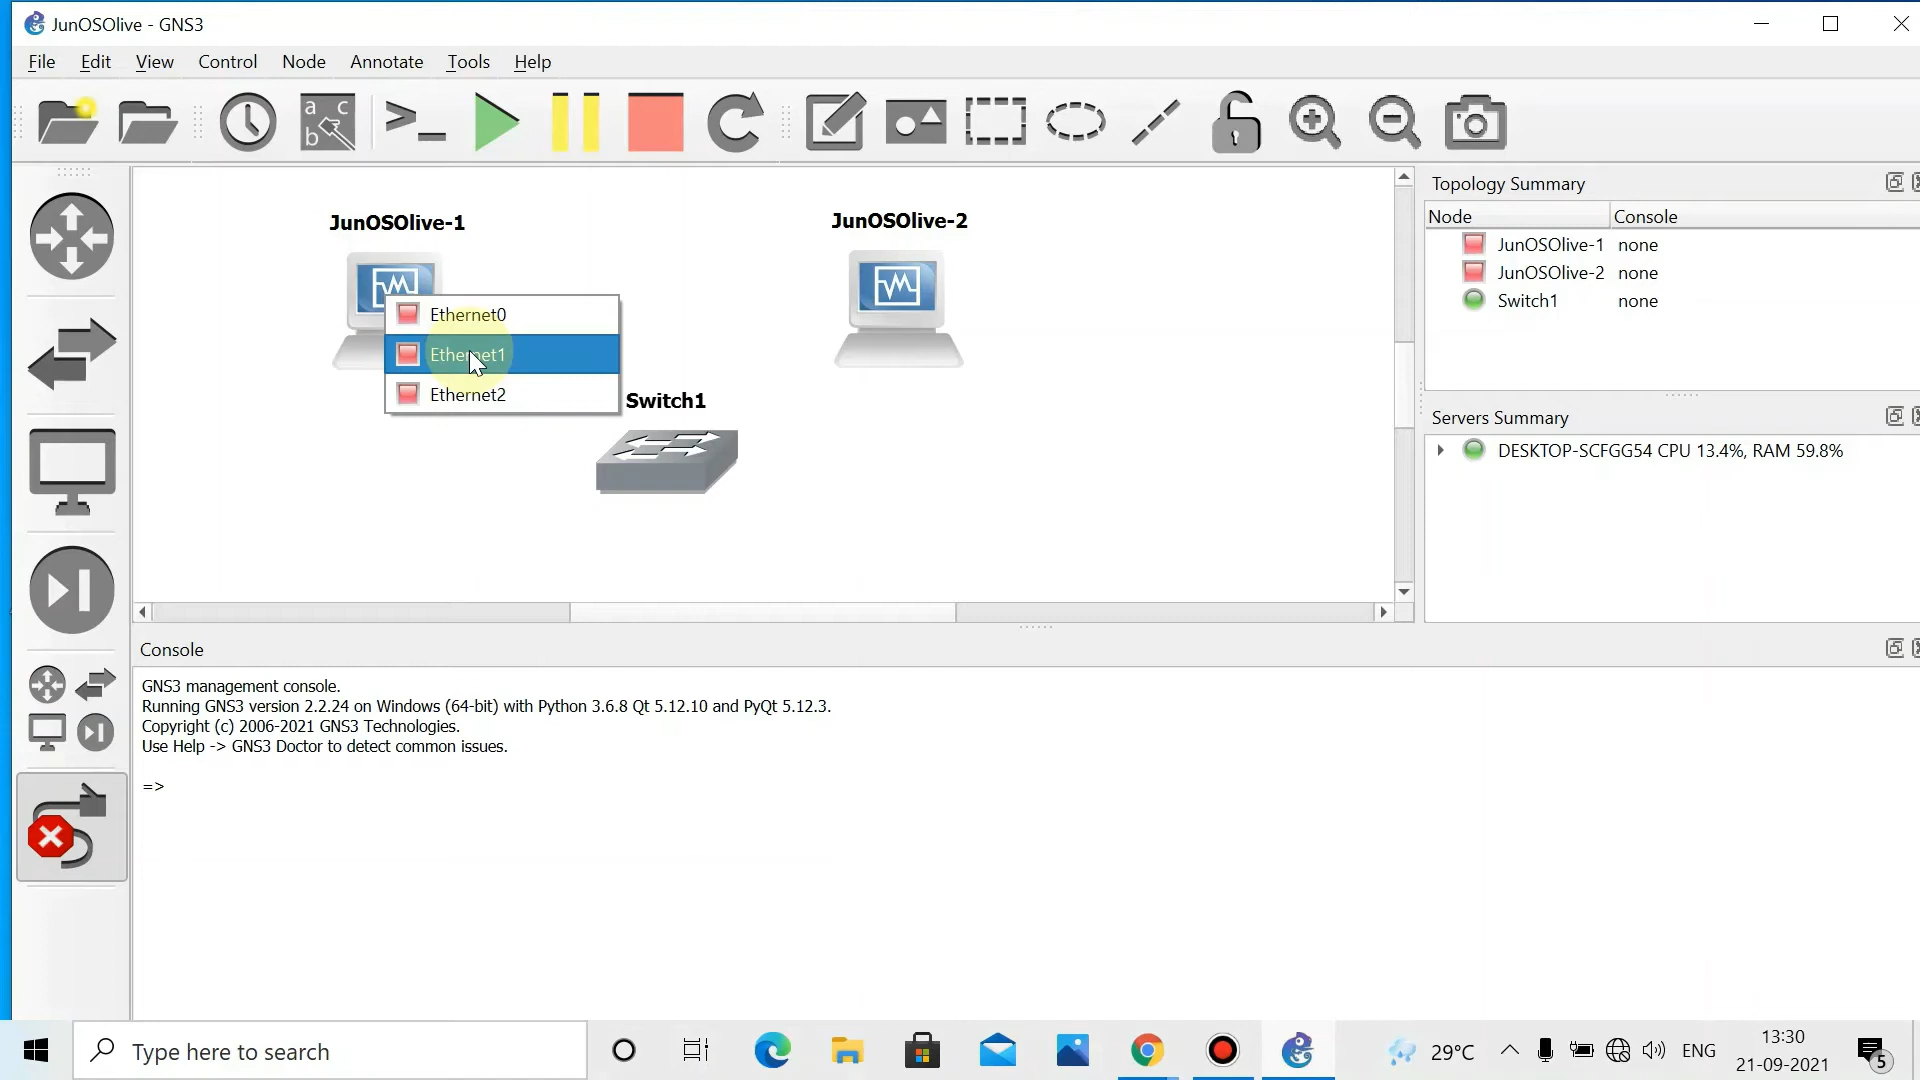 JunOSOlive - GNS3
File Edit View Control Node Annotate Tools Help
a c
b
JunOSOlive-1
JunOSOlive-2
Ethernet0
Ethernet1
Ethernet2
Switch1
Topology Summary
Node Console
JunOSOlive-1 none
JunOSOlive-2 none
Switch1 none
Servers Summary
DESKTOP-SCFGG54 CPU 13.4%, RAM 59.8%
Console
GNS3 management console.
Running GNS3 version 2.2.24 on Windows (64-bit) with Python 3.6.8 Qt 5.12.10 and PyQt 5.12.3.
Copyright (c) 2006-2021 GNS3 Technologies.
Use Help -> GNS3 Doctor to detect common issues.
=>
Type here to search
29°C
ENG
13:30
21-09-2021
5